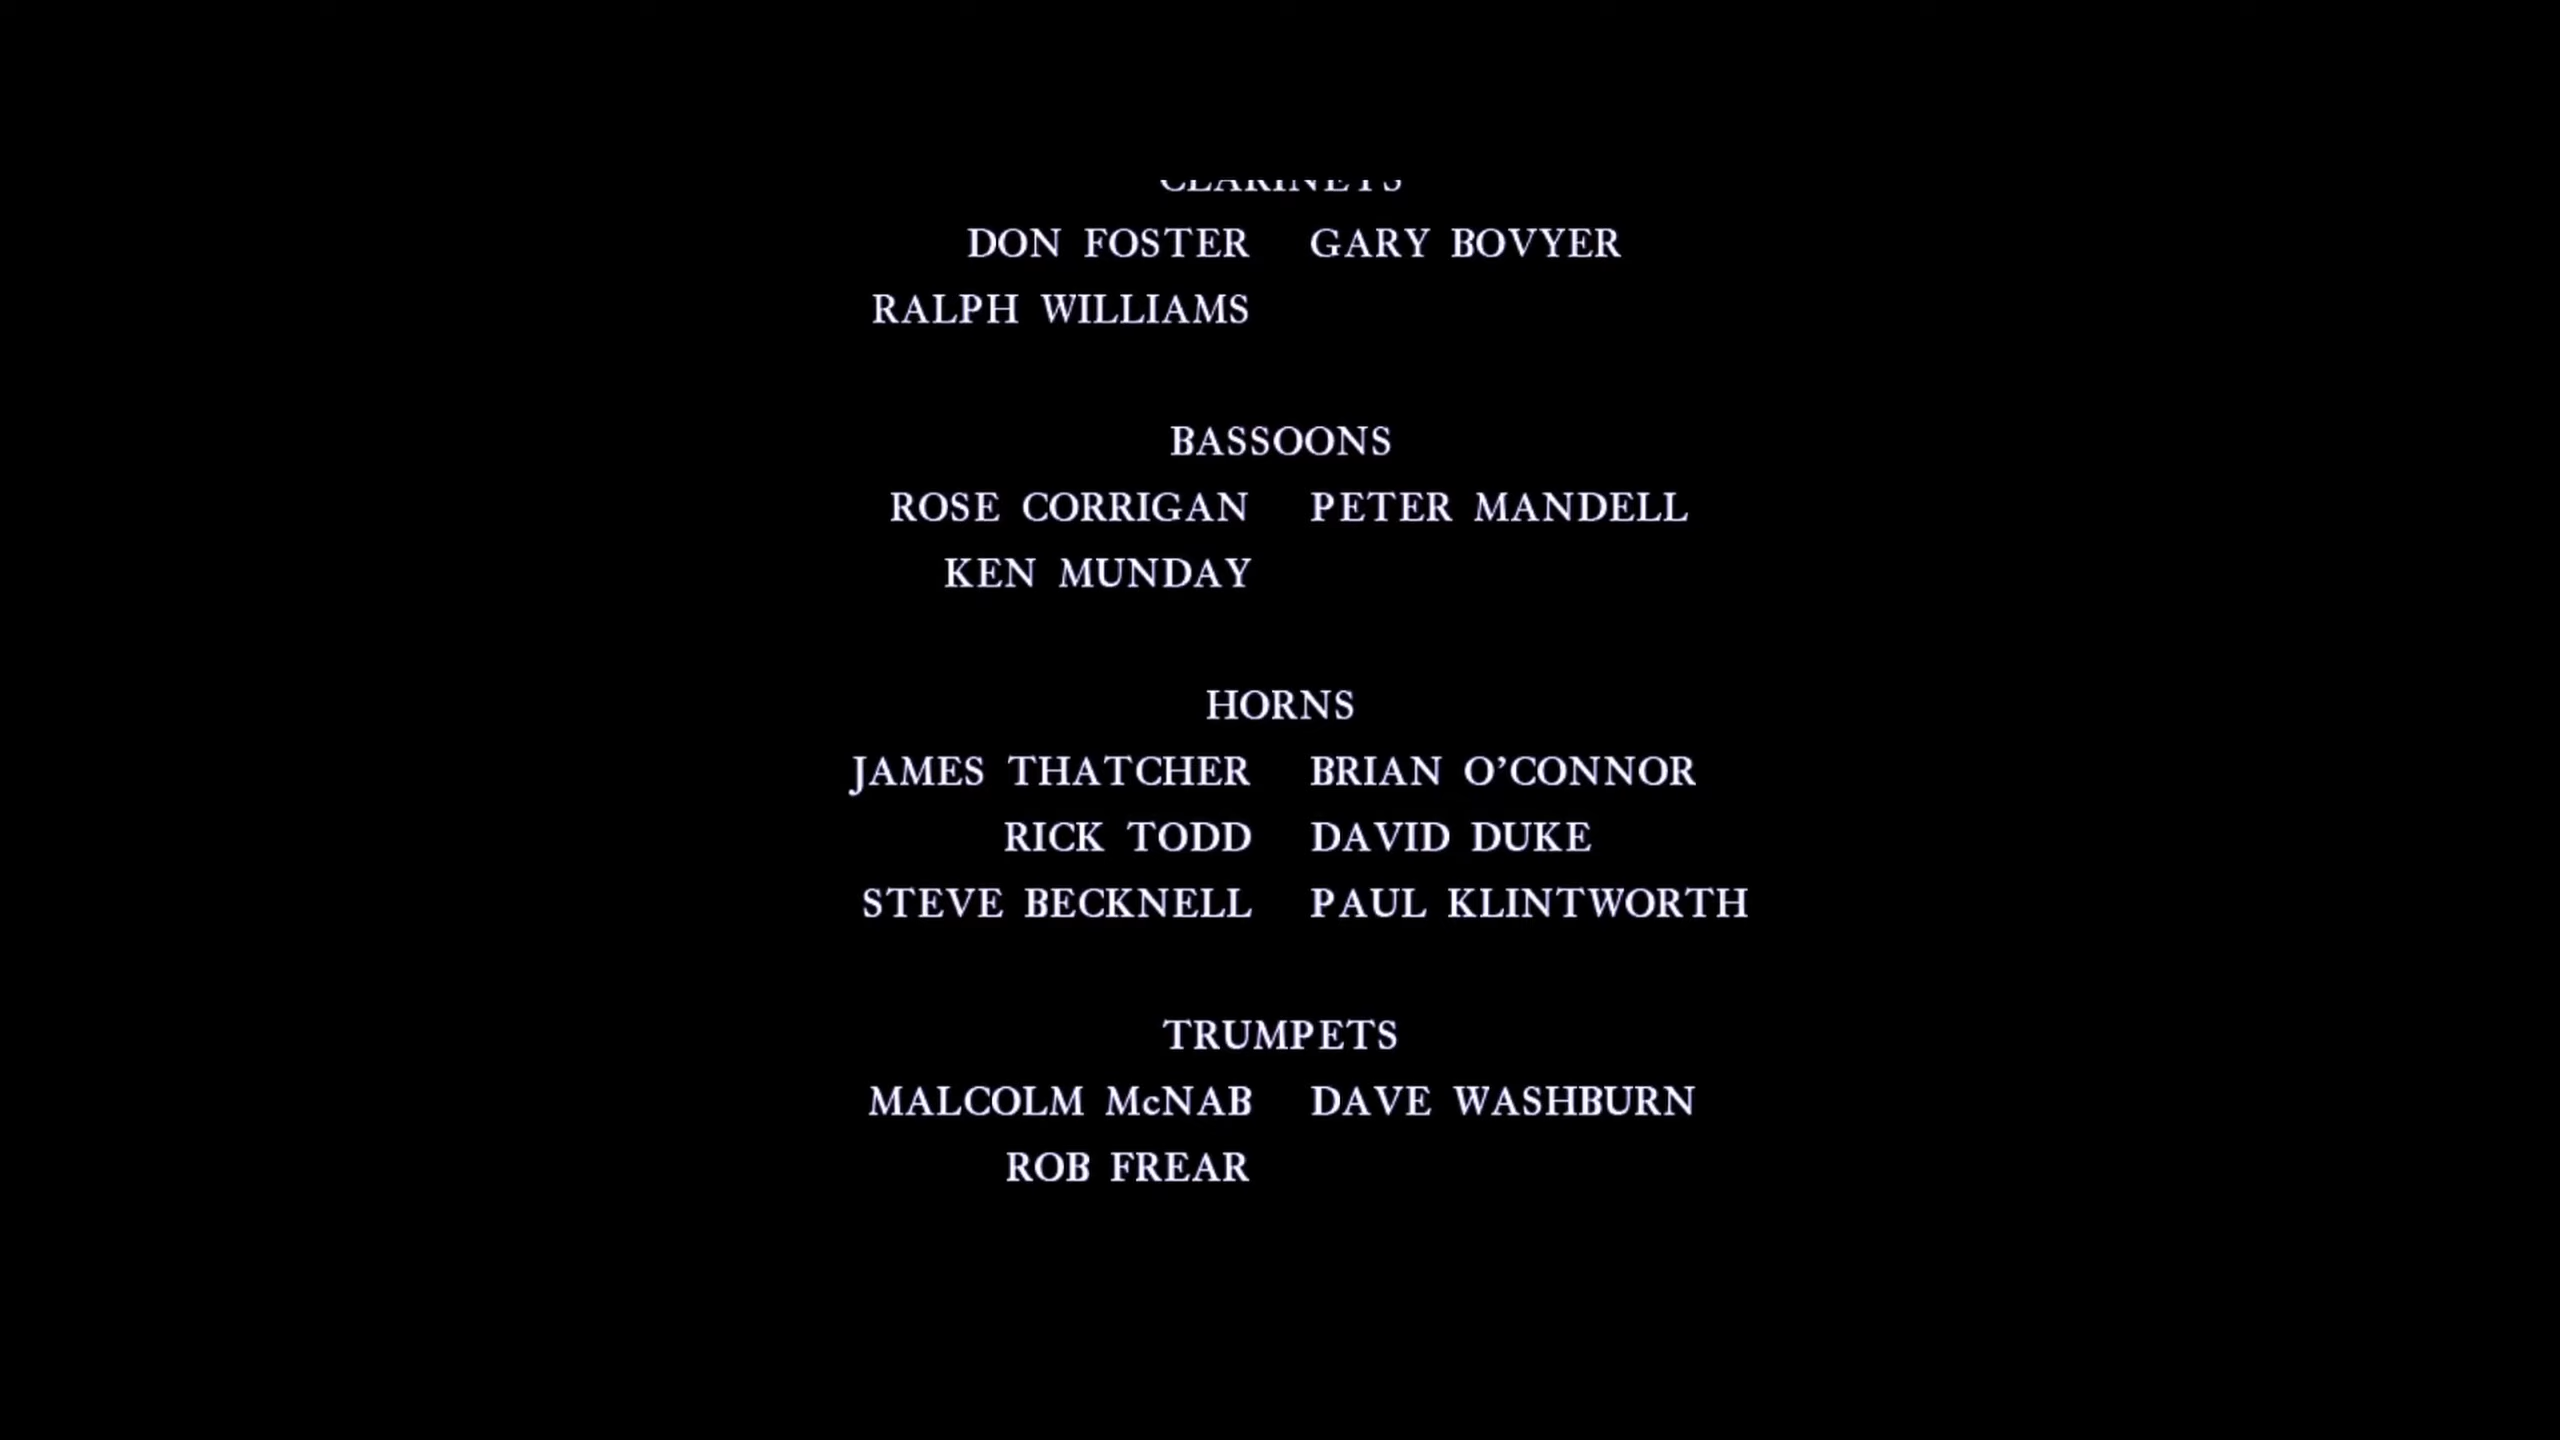 CLARINETS
DON FOSTER GARY BOVYER
RALPH WILLIAMS
BASSOONS
ROSE CORRIGAN PETER MANDELL
KEN MUNDAY
HORNS
JAMES THATCHER BRIAN O’CONNOR
RICK TODD DAVID DUKE
STEVE BECKNELL PAUL KLINTWORTH
TRUMPETS
MALCOLM McNAB DAVE WASHBURN
ROB FREAR